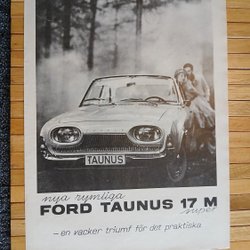 TAUNUS
nya rymliga
FORD TAUNUS 17 M
super
– en vacker triumf för det praktiska